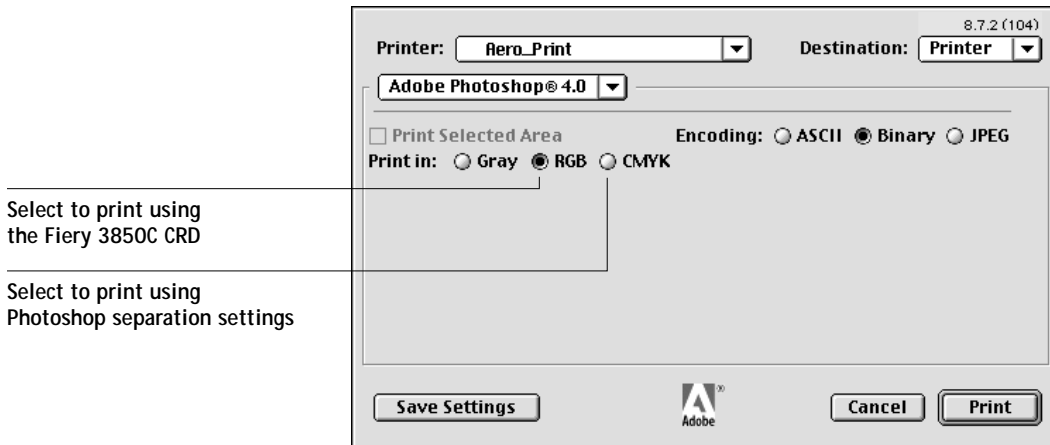 8.7.2 (104)
Printer: Aero_Print Destination: Printer
Adobe Photoshop® 4.0
Print Selected Area Encoding: ASCII Binary JPEG
Print in: Gray RGB CMYK
Select to print using
the Fiery 3850C CRD
Select to print using
Photoshop separation settings
Save Settings Adobe ® Cancel Print